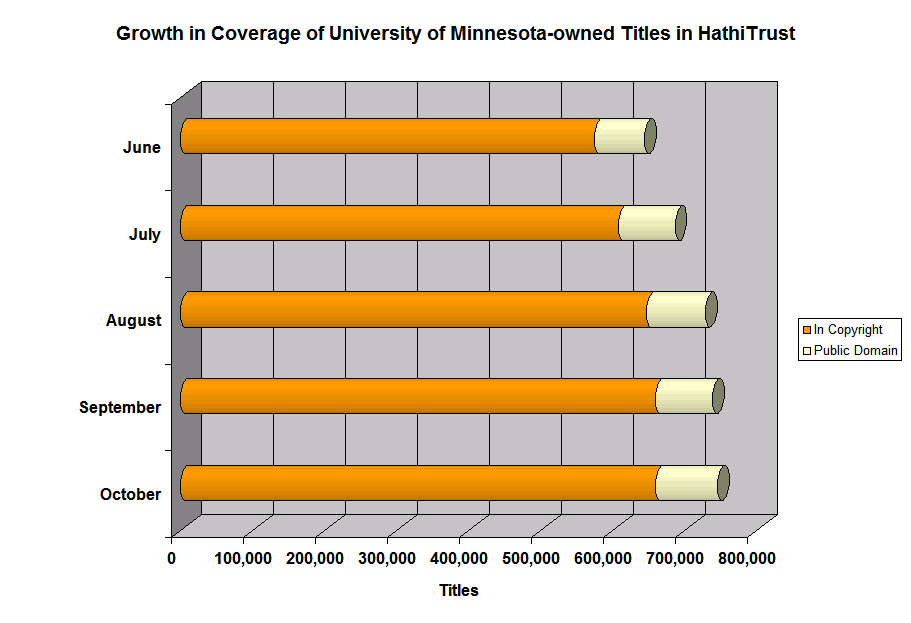 Growth in Coverage of University of Minnesota-owned Titles in HathiTrust
June
July
August
September
October
In Copyright
Public Domain
0 100,000 200,000 300,000 400,000 500,000 600,000 700,000 800,000
Titles